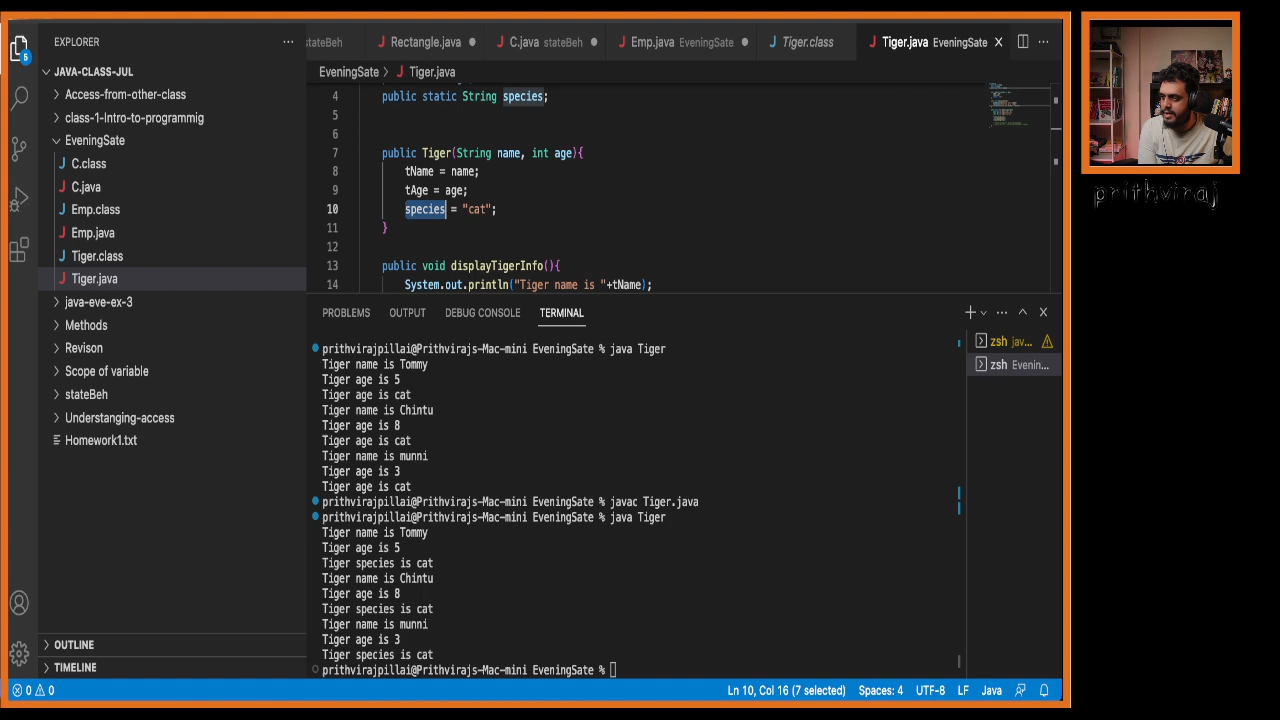 EXPLORER
stateBeh
Rectangle.java
C.java stateBeh
Emp.java EveningSate
Tiger.class
Tiger.java EveningSate
5
JAVA-CLASS-JUL
EveningSate > Tiger.java
Access-from-other-class
class-1-Intro-to-programmig
EveningSate
C.class
C.java
Emp.class
Emp.java
Tiger.class
Tiger.java
java-eve-ex-3
Methods
Revison
Scope of variable
stateBeh
Understanging-access
Homework1.txt
OUTLINE
TIMELINE
4 public static String species;
5
6
7 public Tiger(String name, int age){
8 tName = name;
9 tAge = age;
10 species = "cat";
11 }
12
13 public void displayTigerInfo(){
14 System.out.println("Tiger name is "+tName);
PROBLEMS OUTPUT DEBUG CONSOLE TERMINAL
prithvirajpillai@Prithvirajs-Mac-mini EveningSate % java Tiger
Tiger name is Tommy
Tiger age is 5
Tiger age is cat
Tiger name is Chintu
Tiger age is 8
Tiger age is cat
Tiger name is munni
Tiger age is 3
Tiger age is cat
prithvirajpillai@Prithvirajs-Mac-mini EveningSate % javac Tiger.java
prithvirajpillai@Prithvirajs-Mac-mini EveningSate % java Tiger
Tiger name is Tommy
Tiger age is 5
Tiger species is cat
Tiger name is Chintu
Tiger age is 8
Tiger species is cat
Tiger name is munni
Tiger age is 3
Tiger species is cat
prithvirajpillai@Prithvirajs-Mac-mini EveningSate %
zsh jav...
zsh Evenin...
0 0
Ln 10, Col 16 (7 selected) Spaces: 4 UTF-8 LF Java
prithviraj